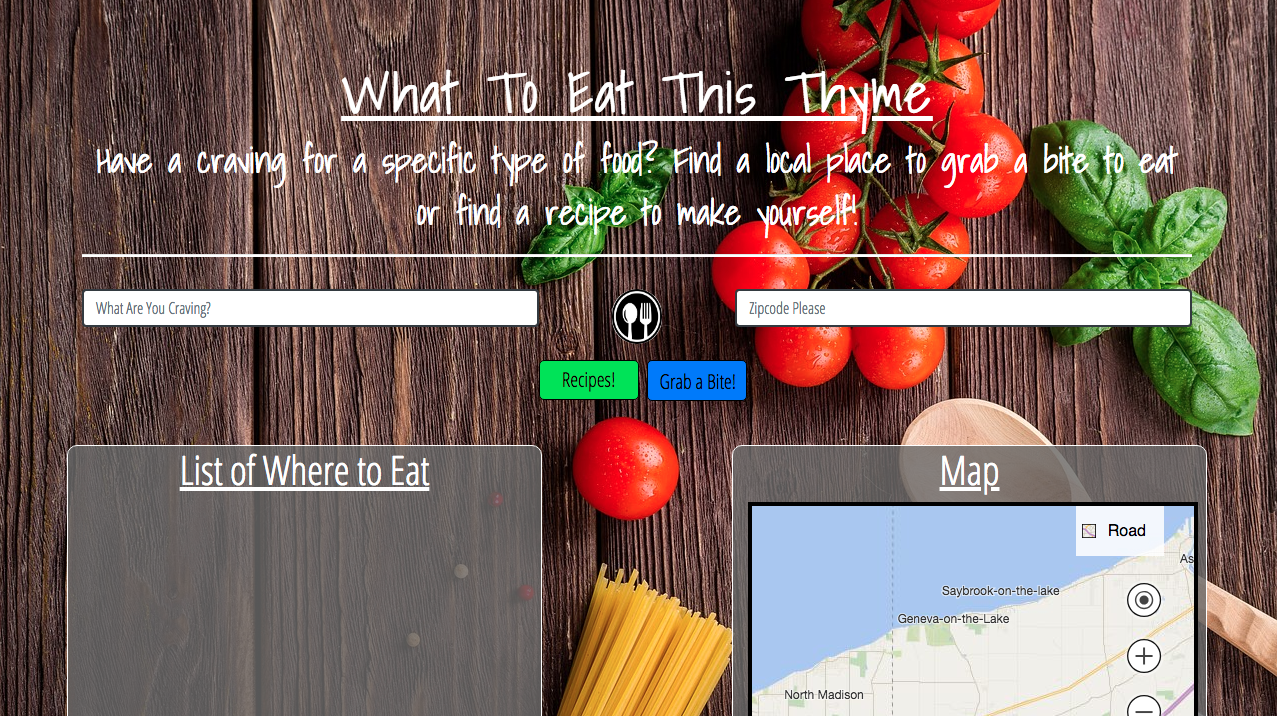 What To Eat This Thyme
Have a craving for a specific type of food? Find a local place to grab a bite to eat
or find a recipe to make yourself!
What Are You Craving?
Zipcode Please
Recipes!
Grab a Bite!
List of Where to Eat
Map
Road
As
Saybrook-on-the-lake
Geneva-on-the-Lake
North Madison